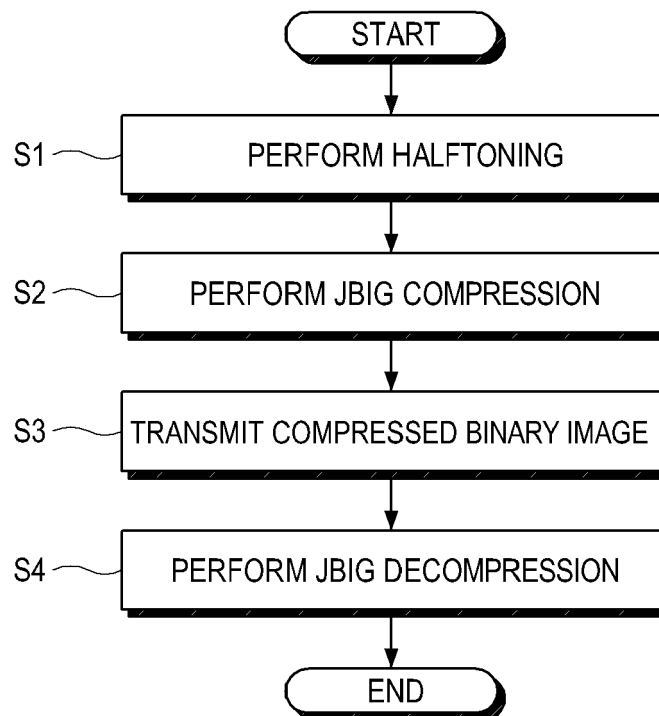 START
S1
PERFORM HALFTONING
S2
PERFORM JBIG COMPRESSION
S3
TRANSMIT COMPRESSED BINARY IMAGE
S4
PERFORM JBIG DECOMPRESSION
END